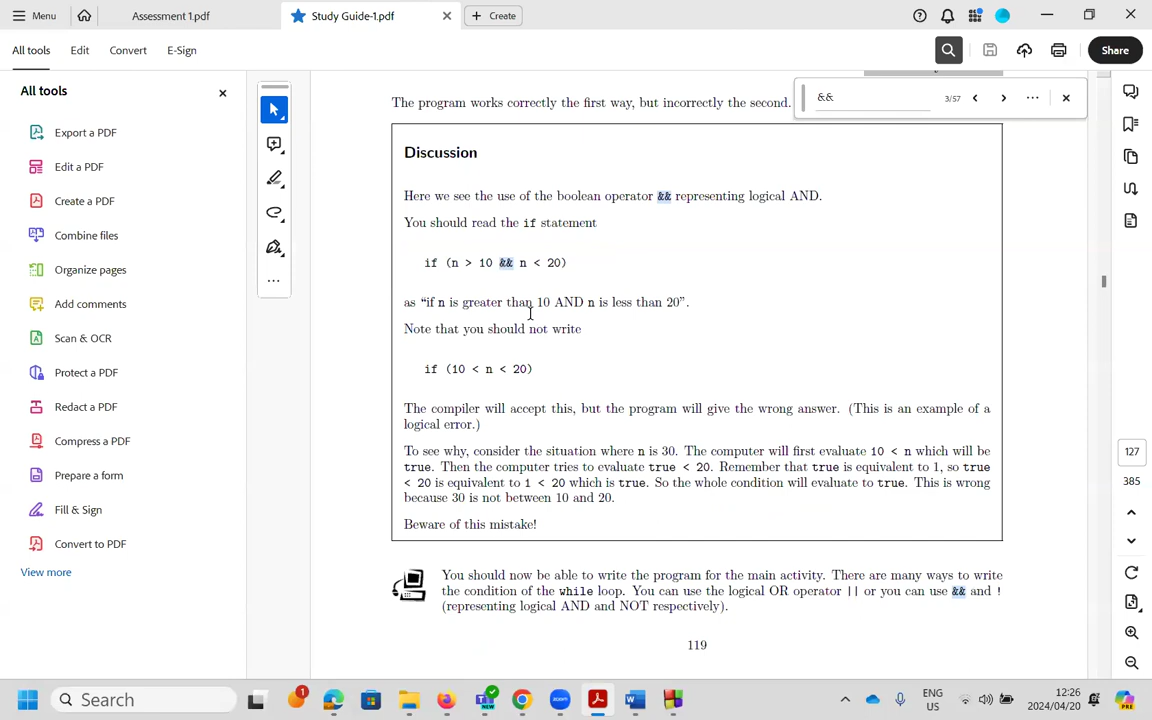 Menu
Assessment 1.pdf
Study Guide-1.pdf
Create
All tools
Edit
Convert
E-Sign
Share
All tools
Export a PDF
Edit a PDF
Create a PDF
Combine files
Organize pages
Add comments
Scan & OCR
Protect a PDF
Redact a PDF
Compress a PDF
Prepare a form
Fill & Sign
Convert to PDF
View more
&&
3/57
The program works correctly the first way, but incorrectly the second.
Discussion
Here we see the use of the boolean operator && representing logical AND.
You should read the if statement
if (n > 10 && n < 20)
as “if n is greater than 10 AND n is less than 20”.
Note that you should not write
if (10 < n < 20)
The compiler will accept this, but the program will give the wrong answer. (This is an example of a
logical error.)
To see why, consider the situation where n is 30. The computer will first evaluate 10 < n which will be
true. Then the computer tries to evaluate true < 20. Remember that true is equivalent to 1, so true
< 20 is equivalent to 1 < 20 which is true. So the whole condition will evaluate to true. This is wrong
because 30 is not between 10 and 20.
Beware of this mistake!
You should now be able to write the program for the main activity. There are many ways to write
the condition of the while loop. You can use the logical OR operator || or you can use && and !
(representing logical AND and NOT respectively).
119
127
385
Search
1
NEW
ENG
US
12:26
2024/04/20
PRE